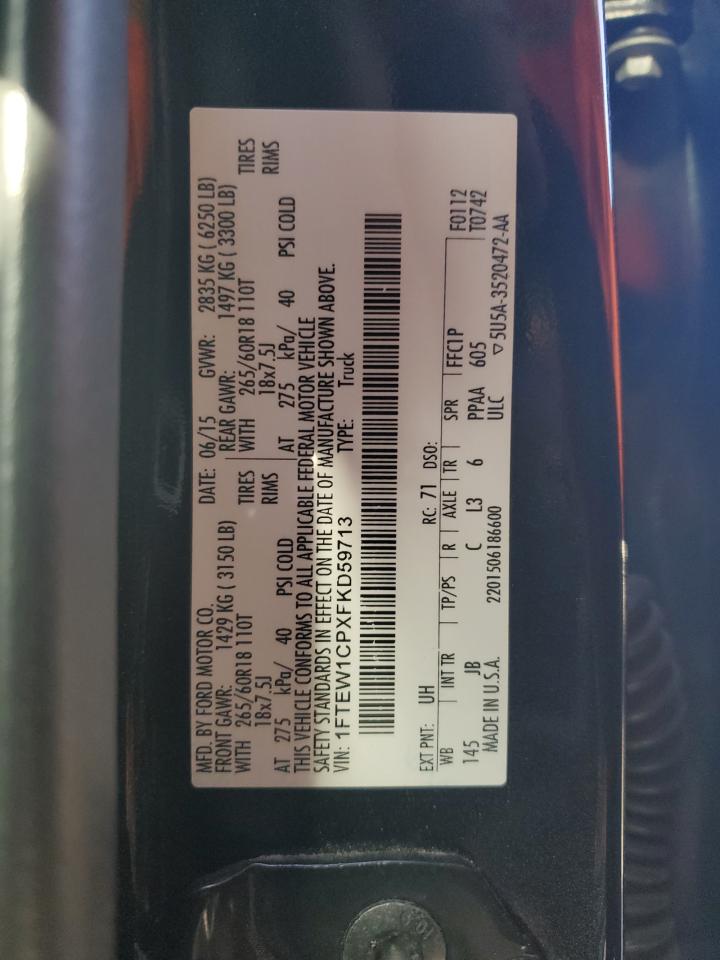 MFD. BY FORD MOTOR CO. DATE: 06/15 GVWR: 2835 KG ( 6250 LB)
FRONT GAWR: 1429 KG ( 3150 LB) REAR GAWR: 1497 KG ( 3300 LB)
WITH 265/60R18 110T TIRES WITH 265/60R18 110T TIRES
18x7.5J RIMS 18x7.5J RIMS
AT 275 kPa/ 40 PSI COLD AT 275 kPa/ 40 PSI COLD
THIS VEHICLE CONFORMS TO ALL APPLICABLE FEDERAL MOTOR VEHICLE
SAFETY STANDARDS IN EFFECT ON THE DATE OF MANUFACTURE SHOWN ABOVE.
VIN: 1FTEW1CPXFKD59713 TYPE: Truck
EXT PNT: UH RC: 71 DSO: F0112
WB INT TR TP/PS R AXLE TR SPR FFC1P T0742
145 JB C L3 6 PPAA 605
MADE IN U.S.A. 2201506186600 ULC ▽5U5A-3520472-AA